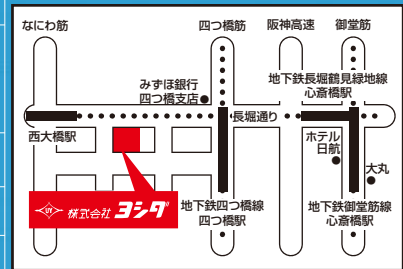 なにわ筋
四つ橋筋
阪神高速
御堂筋
みずほ銀行
四つ橋支店
地下鉄長堀鶴見緑地線
心斎橋駅
長堀通り
西大橋駅
ホテル
日航
大丸
UY 株式会社 ヨシダ
地下鉄四つ橋線
四つ橋駅
地下鉄御堂筋線
心斎橋駅